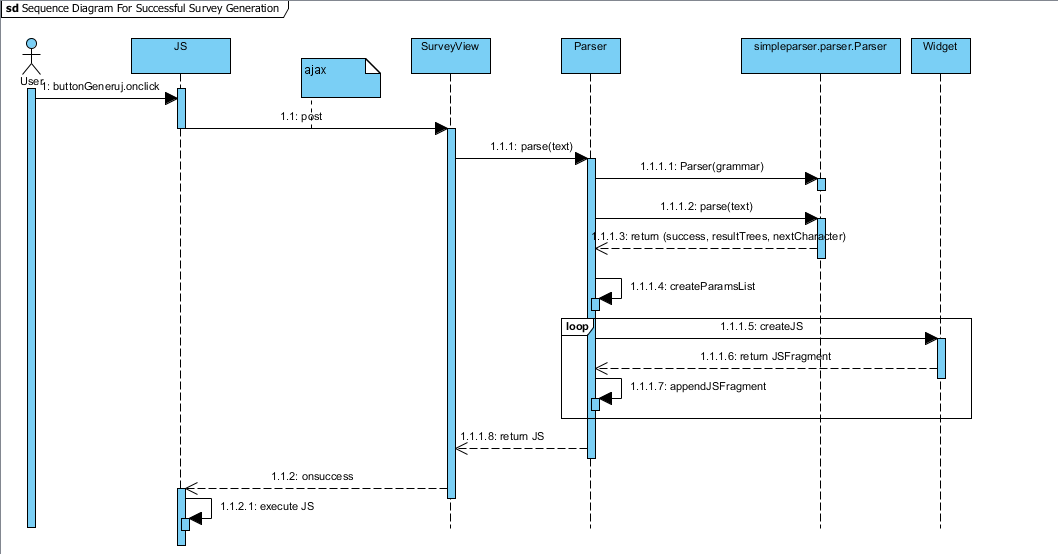 sd Sequence Diagram For Successful Survey Generation
JS
SurveyView
Parser
simpleparser.parser.Parser
Widget
ajax
User
1: buttonGeneruj.onclick
1.1: post
1.1.1: parse(text)
1.1.1.1: Parser(grammar)
1.1.1.2: parse(text)
1.1.1.3: return (success, resultTrees, nextCharacter)
1.1.1.4: createParamsList
loop
1.1.1.5: createJS
1.1.1.6: return JSFragment
1.1.1.7: appendJSFragment
1.1.1.8: return JS
1.1.2: onsuccess
1.1.2.1: execute JS